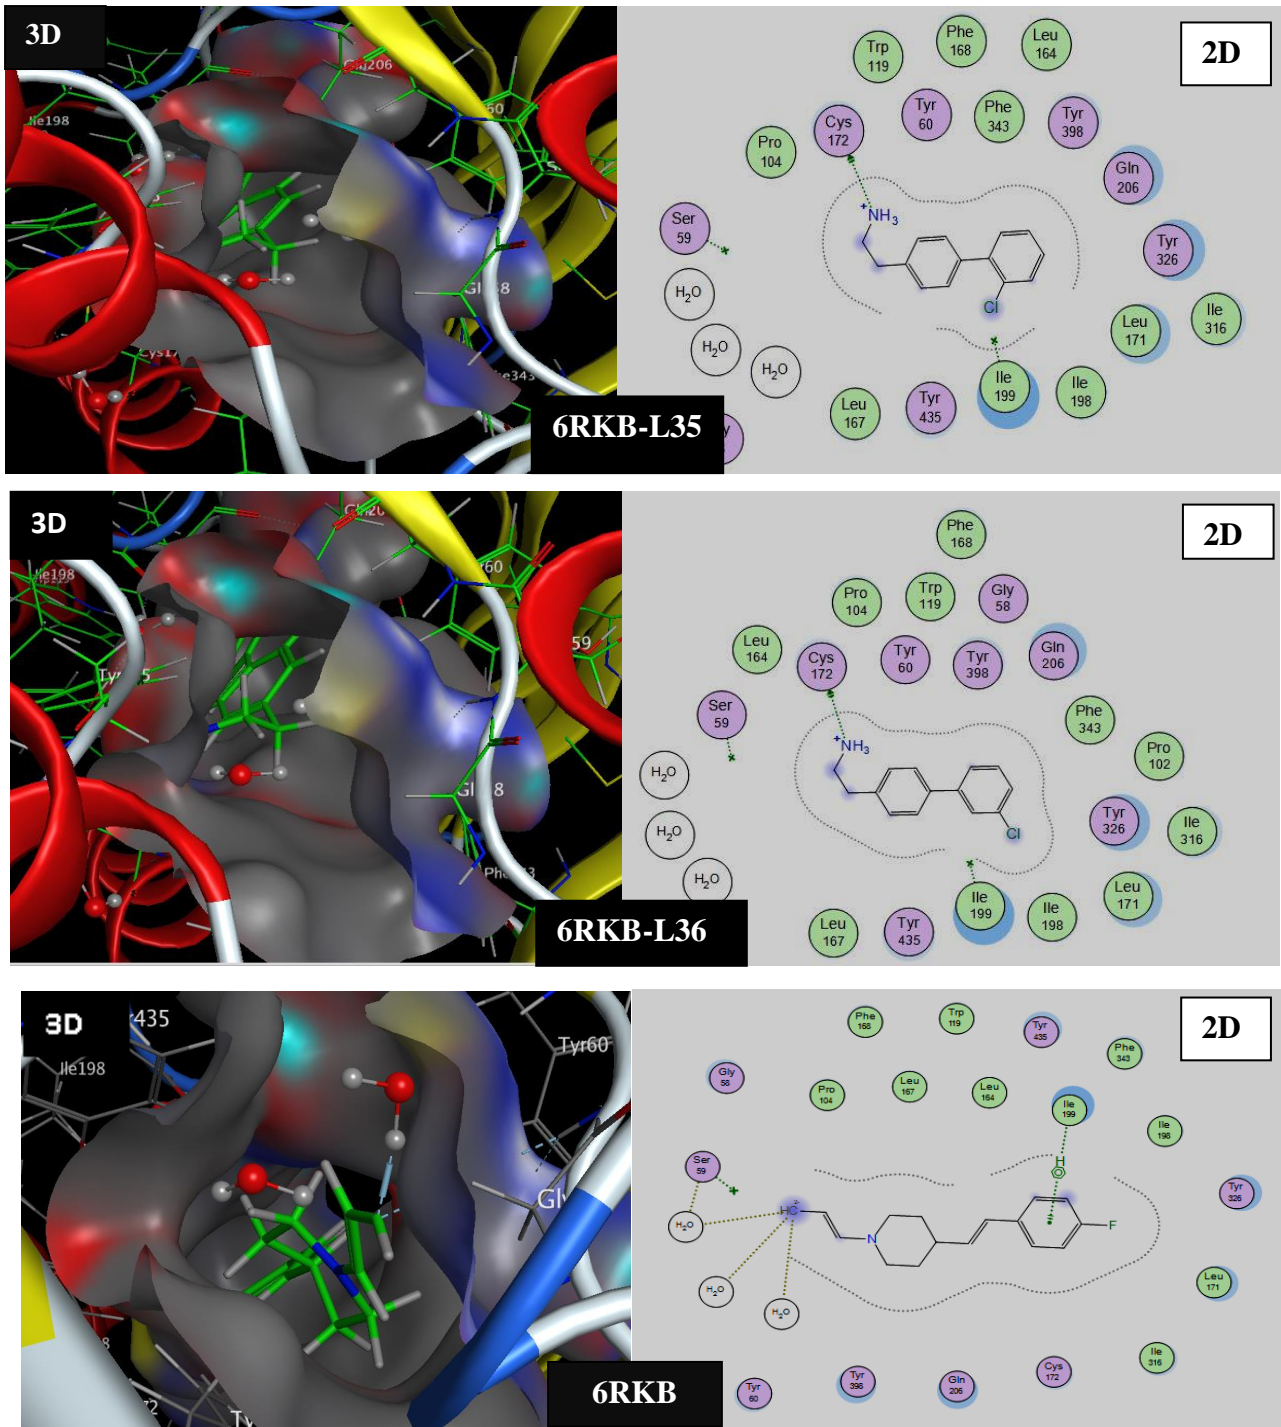 3D
Gln206
Ile198
Cys17
Phe343
6RKB-L35
2D
Trp
119
Phe
168
Leu
164
Cys
172
Tyr
60
Phe
343
Tyr
398
Pro
104
Gln
206
Ser
59
NH3
+
Tyr
326
H2O
H2O
H2O
Cl
Leu
171
Ile
316
Leu
167
Tyr
435
Ile
199
Ile
198
3D
Ile198
59
6RKB-L36
2D
Phe
168
Pro
104
Trp
119
Gly
58
Leu
164
Cys
172
Tyr
60
Tyr
398
Gln
206
Ser
59
Phe
343
Pro
102
NH3
+
H2O
H2O
H2O
Cl
Tyr
326
Ile
316
Leu
171
Leu
167
Tyr
435
Ile
199
Ile
198
3D
r435
Ile198
Tyr60
6RKB
2D
Phe
168
Trp
119
Tyr
435
Phe
343
Gly
58
Pro
104
Leu
167
Leu
164
Ile
199
Ile
198
Ser
59
H
Tyr
326
H2O
HC
N
F
H2O
H2O
Leu
171
Tyr
60
Tyr
398
Gln
206
Cys
172
Ile
316